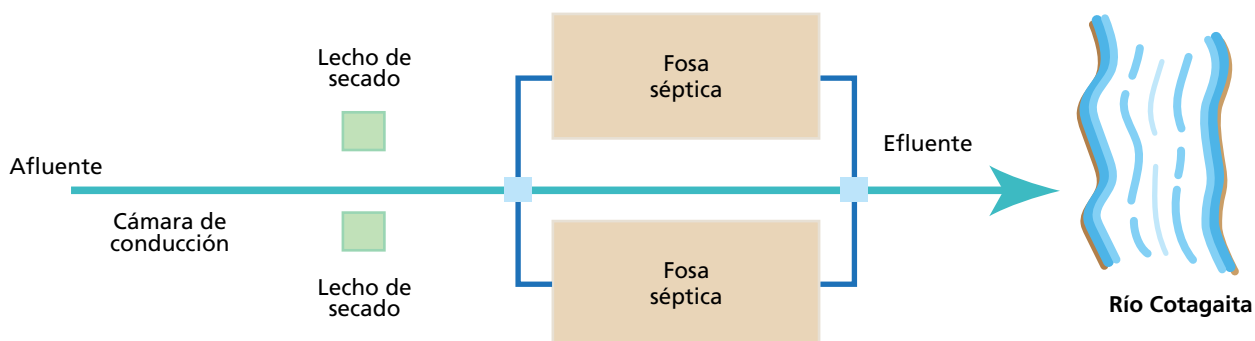 Lecho de
secado
Fosa
séptica
Afluente
Efluente
Cámara de
conducción
Lecho de
secado
Fosa
séptica
Río Cotagaita